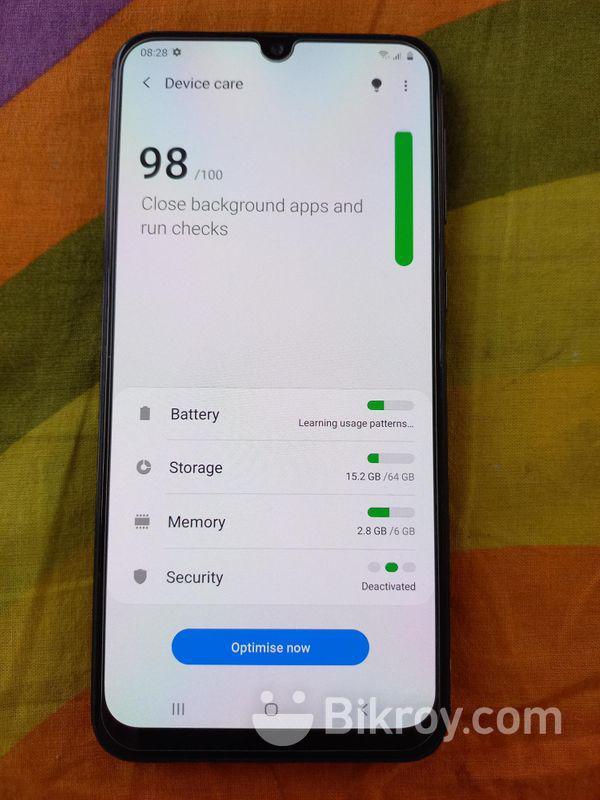 08:28
Device care
98 /100
Close background apps and
run checks
Battery
Learning usage patterns...
Storage
15.2 GB /64 GB
Memory
2.8 GB /6 GB
Security
Deactivated
Optimise now
Bikroy.com